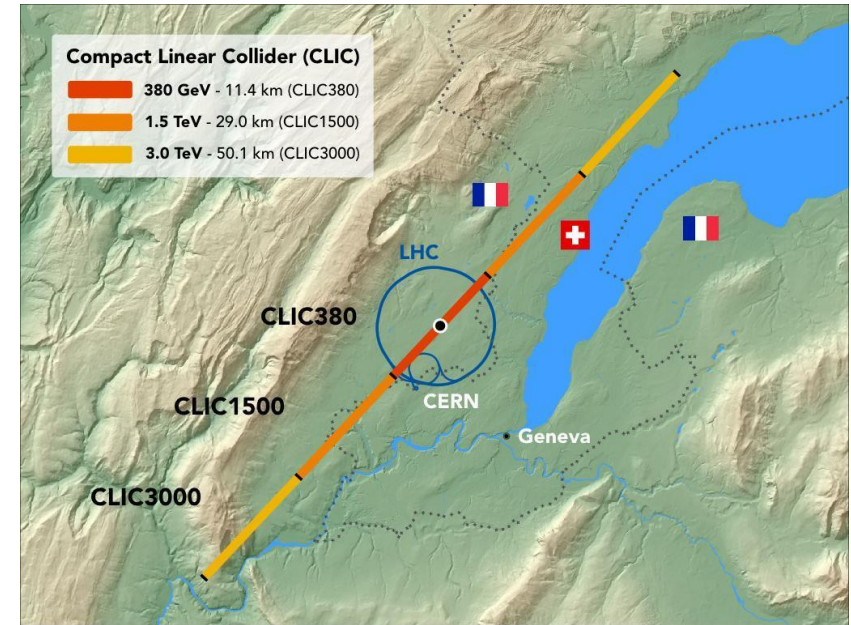 Compact Linear Collider (CLIC)
380 GeV - 11.4 km (CLIC380)
1.5 TeV - 29.0 km (CLIC1500)
3.0 TeV - 50.1 km (CLIC3000)
LHC
CLIC380
CLIC1500
CERN
Geneva
CLIC3000